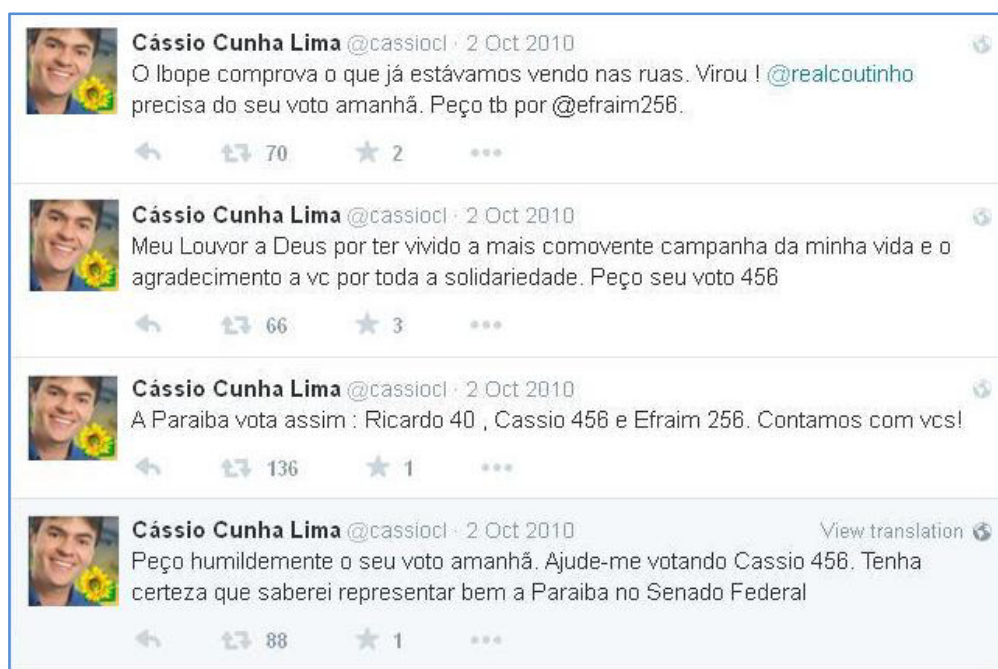 Cássio Cunha Lima @cassiocl · 2 Oct 2010
O Ibope comprova o que já estávamos vendo nas ruas. Virou ! @realcoutinho
precisa do seu voto amanhã. Peço tb por @efraim256.
70 2
Cássio Cunha Lima @cassiocl · 2 Oct 2010
Meu Louvor a Deus por ter vivido a mais comovente campanha da minha vida e o
agradecimento a vc por toda a solidariedade. Peço seu voto 456
66 3
Cássio Cunha Lima @cassiocl · 2 Oct 2010
A Paraiba vota assim : Ricardo 40 , Cassio 456 e Efraim 256. Contamos com vcs!
136 1
Cássio Cunha Lima @cassiocl · 2 Oct 2010 View translation
Peço humildemente o seu voto amanhã. Ajude-me votando Cassio 456. Tenha
certeza que saberei representar bem a Paraiba no Senado Federal
88 1